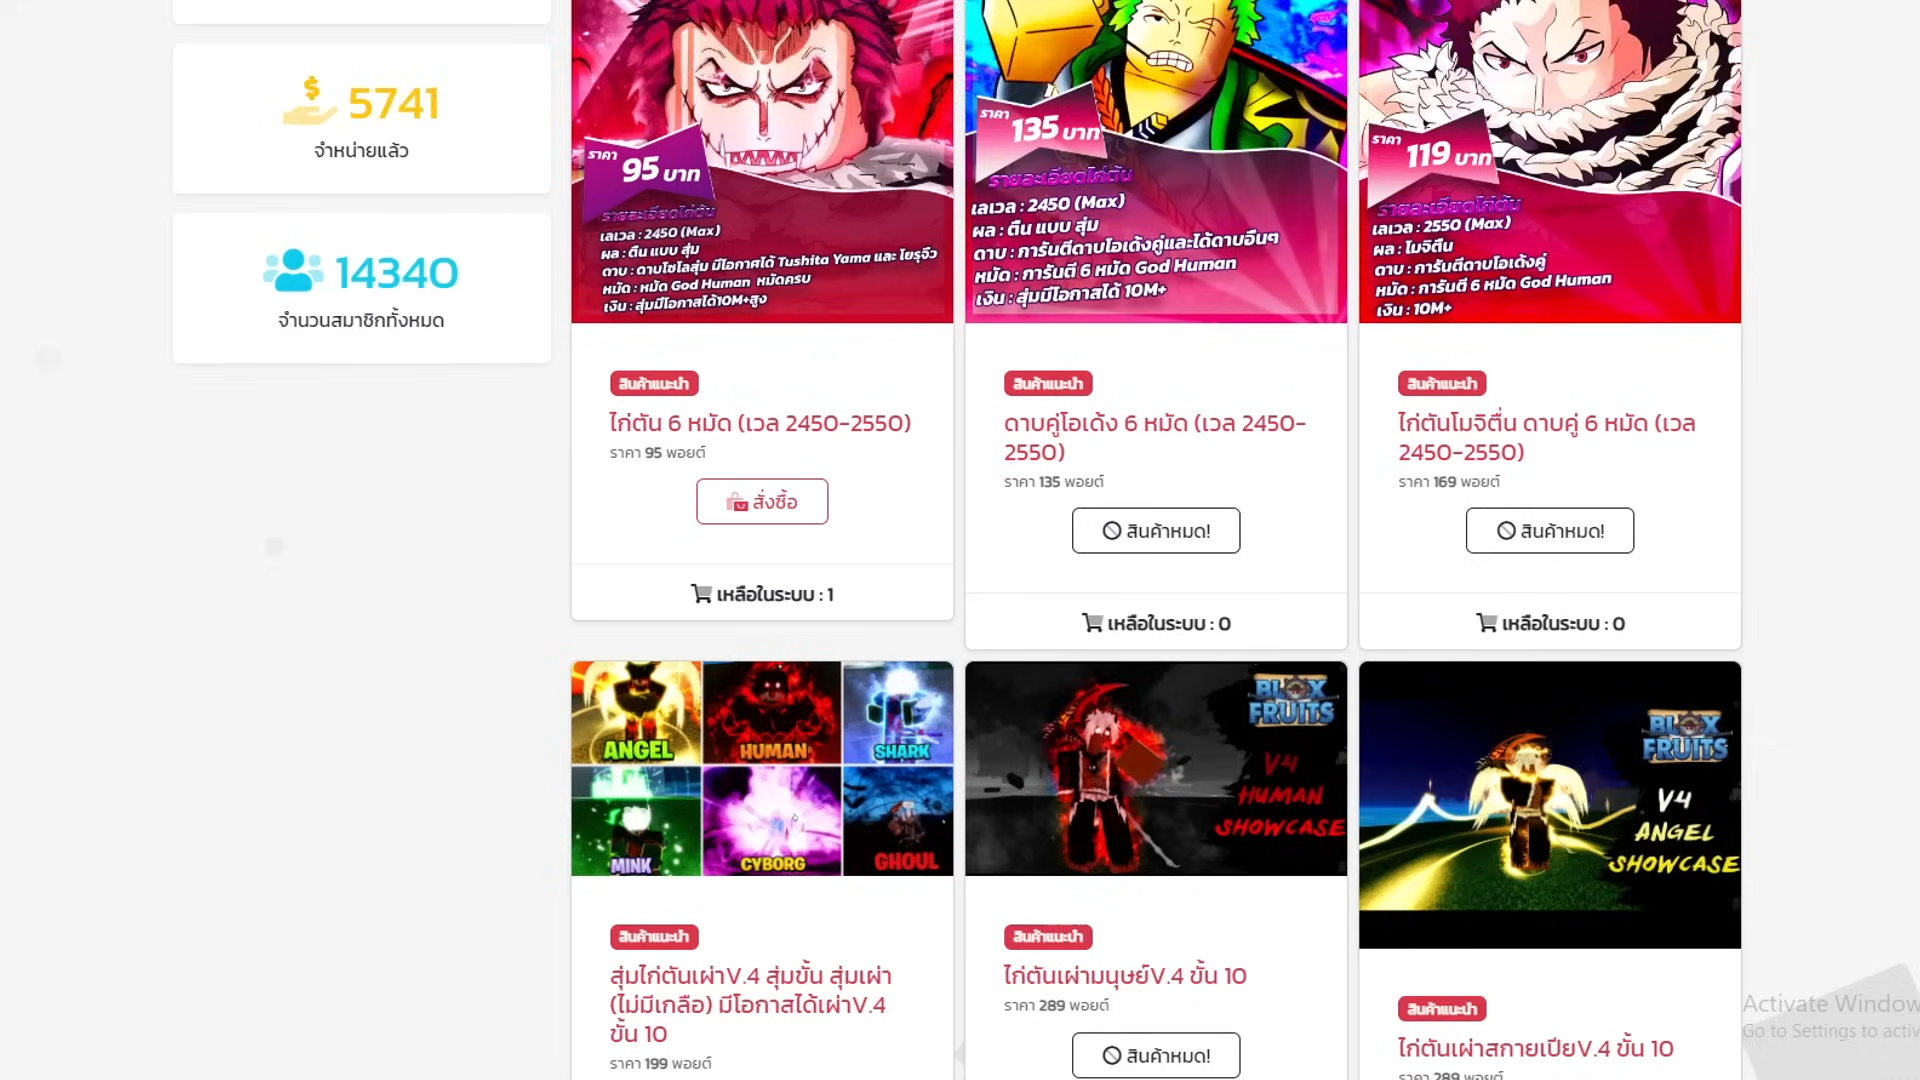 5741
จำหน่ายแล้ว
14340
จำนวนสมาชิกทั้งหมด
ราคา 95 บาท
รายละเอียดไก่ตัน
เลเวล : 2450 (Max)
ผล : ตื่น แบบ สุ่ม
ดาบ : ดาบโซโลสุ่ม มีโอกาศได้ Tushita Yama และ โยรุจิ๋ว
หมัด : หมัด God Human หมัดครบ
เงิน : สุ่มมีโอกาสได้10M+สูง
สินค้าแนะนำ
ไก่ตัน 6 หมัด (เวล 2450-2550)
ราคา 95 พอยต์
สั่งซื้อ
เหลือในระบบ : 1
ราคา 135 บาท
รายละเอียดไก่ตัน
เลเวล : 2450 (Max)
ผล : ตื่น แบบ สุ่ม
ดาบ : การันตีดาบโอเด้งคู่และได้ดาบอื่นๆ
หมัด : การันตี 6 หมัด God Human
เงิน : สุ่มมีโอกาสได้ 10M+
สินค้าแนะนำ
ดาบคู่โอเด้ง 6 หมัด (เวล 2450-
2550)
ราคา 135 พอยต์
สินค้าหมด!
เหลือในระบบ : 0
ราคา 119 บาท
รายละเอียดไก่ตัน
เลเวล : 2550 (Max)
ผล : โมจิตื่น
ดาบ : การันตีดาบโอเด้งคู่
หมัด : การันตี 6 หมัด God Human
เงิน : 10M+
สินค้าแนะนำ
ไก่ตันโมจิตื่น ดาบคู่ 6 หมัด (เวล
2450-2550)
ราคา 169 พอยต์
สินค้าหมด!
เหลือในระบบ : 0
ANGEL
HUMAN
SHARK
MINK
CYBORG
GHOUL
สินค้าแนะนำ
สุ่มไก่ตันเผ่าV.4 สุ่มขั้น สุ่มเผ่า
(ไม่มีเกลือ) มีโอกาสได้เผ่าV.4
ขั้น 10
ราคา 199 พอยต์
BLOX
FRUITS
V4
HUMAN
SHOWCASE
สินค้าแนะนำ
ไก่ตันเผ่ามนุษย์V.4 ขั้น 10
ราคา 289 พอยต์
สินค้าหมด!
BLOX
FRUITS
V4
ANGEL
SHOWCASE
สินค้าแนะนำ
ไก่ตันเผ่าสกายเปียV.4 ขั้น 10
ราคา 289 พอยต์
Activate Window
Go to Settings to activ